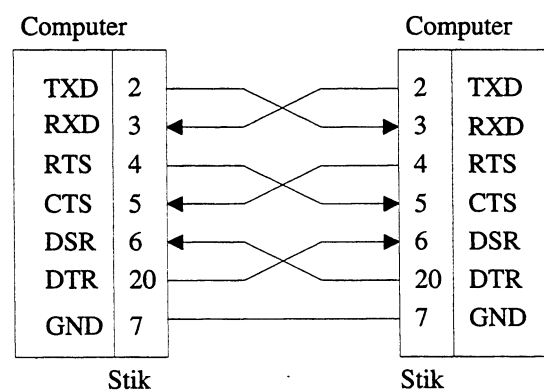 Computer Computer
TXD 2 2 TXD
RXD 3 3 RXD
RTS 4 4 RTS
CTS 5 5 CTS
DSR 6 6 DSR
DTR 20 20 DTR
GND 7 7 GND
Stik Stik